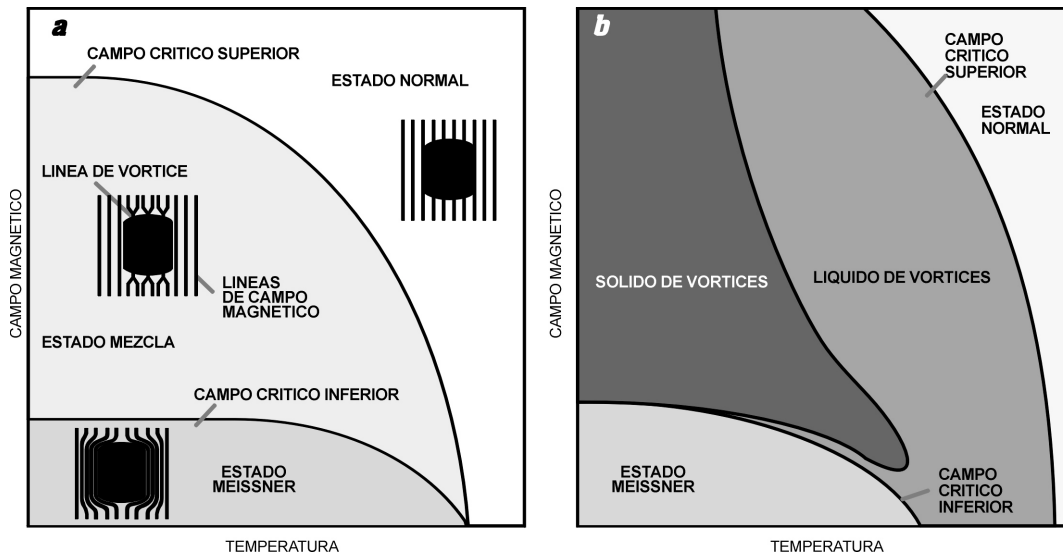 a
CAMPO CRITICO SUPERIOR
ESTADO NORMAL
LINEA DE VORTICE
LINEAS
DE CAMPO
MAGNETICO
ESTADO MEZCLA
CAMPO CRITICO INFERIOR
ESTADO
MEISSNER
CAMPO MAGNETICO
TEMPERATURA
b
CAMPO
CRITICO
SUPERIOR
ESTADO
NORMAL
SOLIDO DE VORTICES
LIQUIDO DE VORTICES
ESTADO
MEISSNER
CAMPO
CRITICO
INFERIOR
CAMPO MAGNETICO
TEMPERATURA